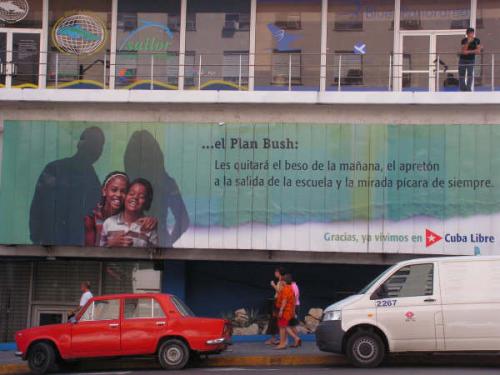 sailor
...el Plan Bush:
Les quitará el beso de la mañana, el apretón
a la salida de la escuela y la mirada pícara de siempre.
Gracias, ya vivimos en Cuba Libre
2267